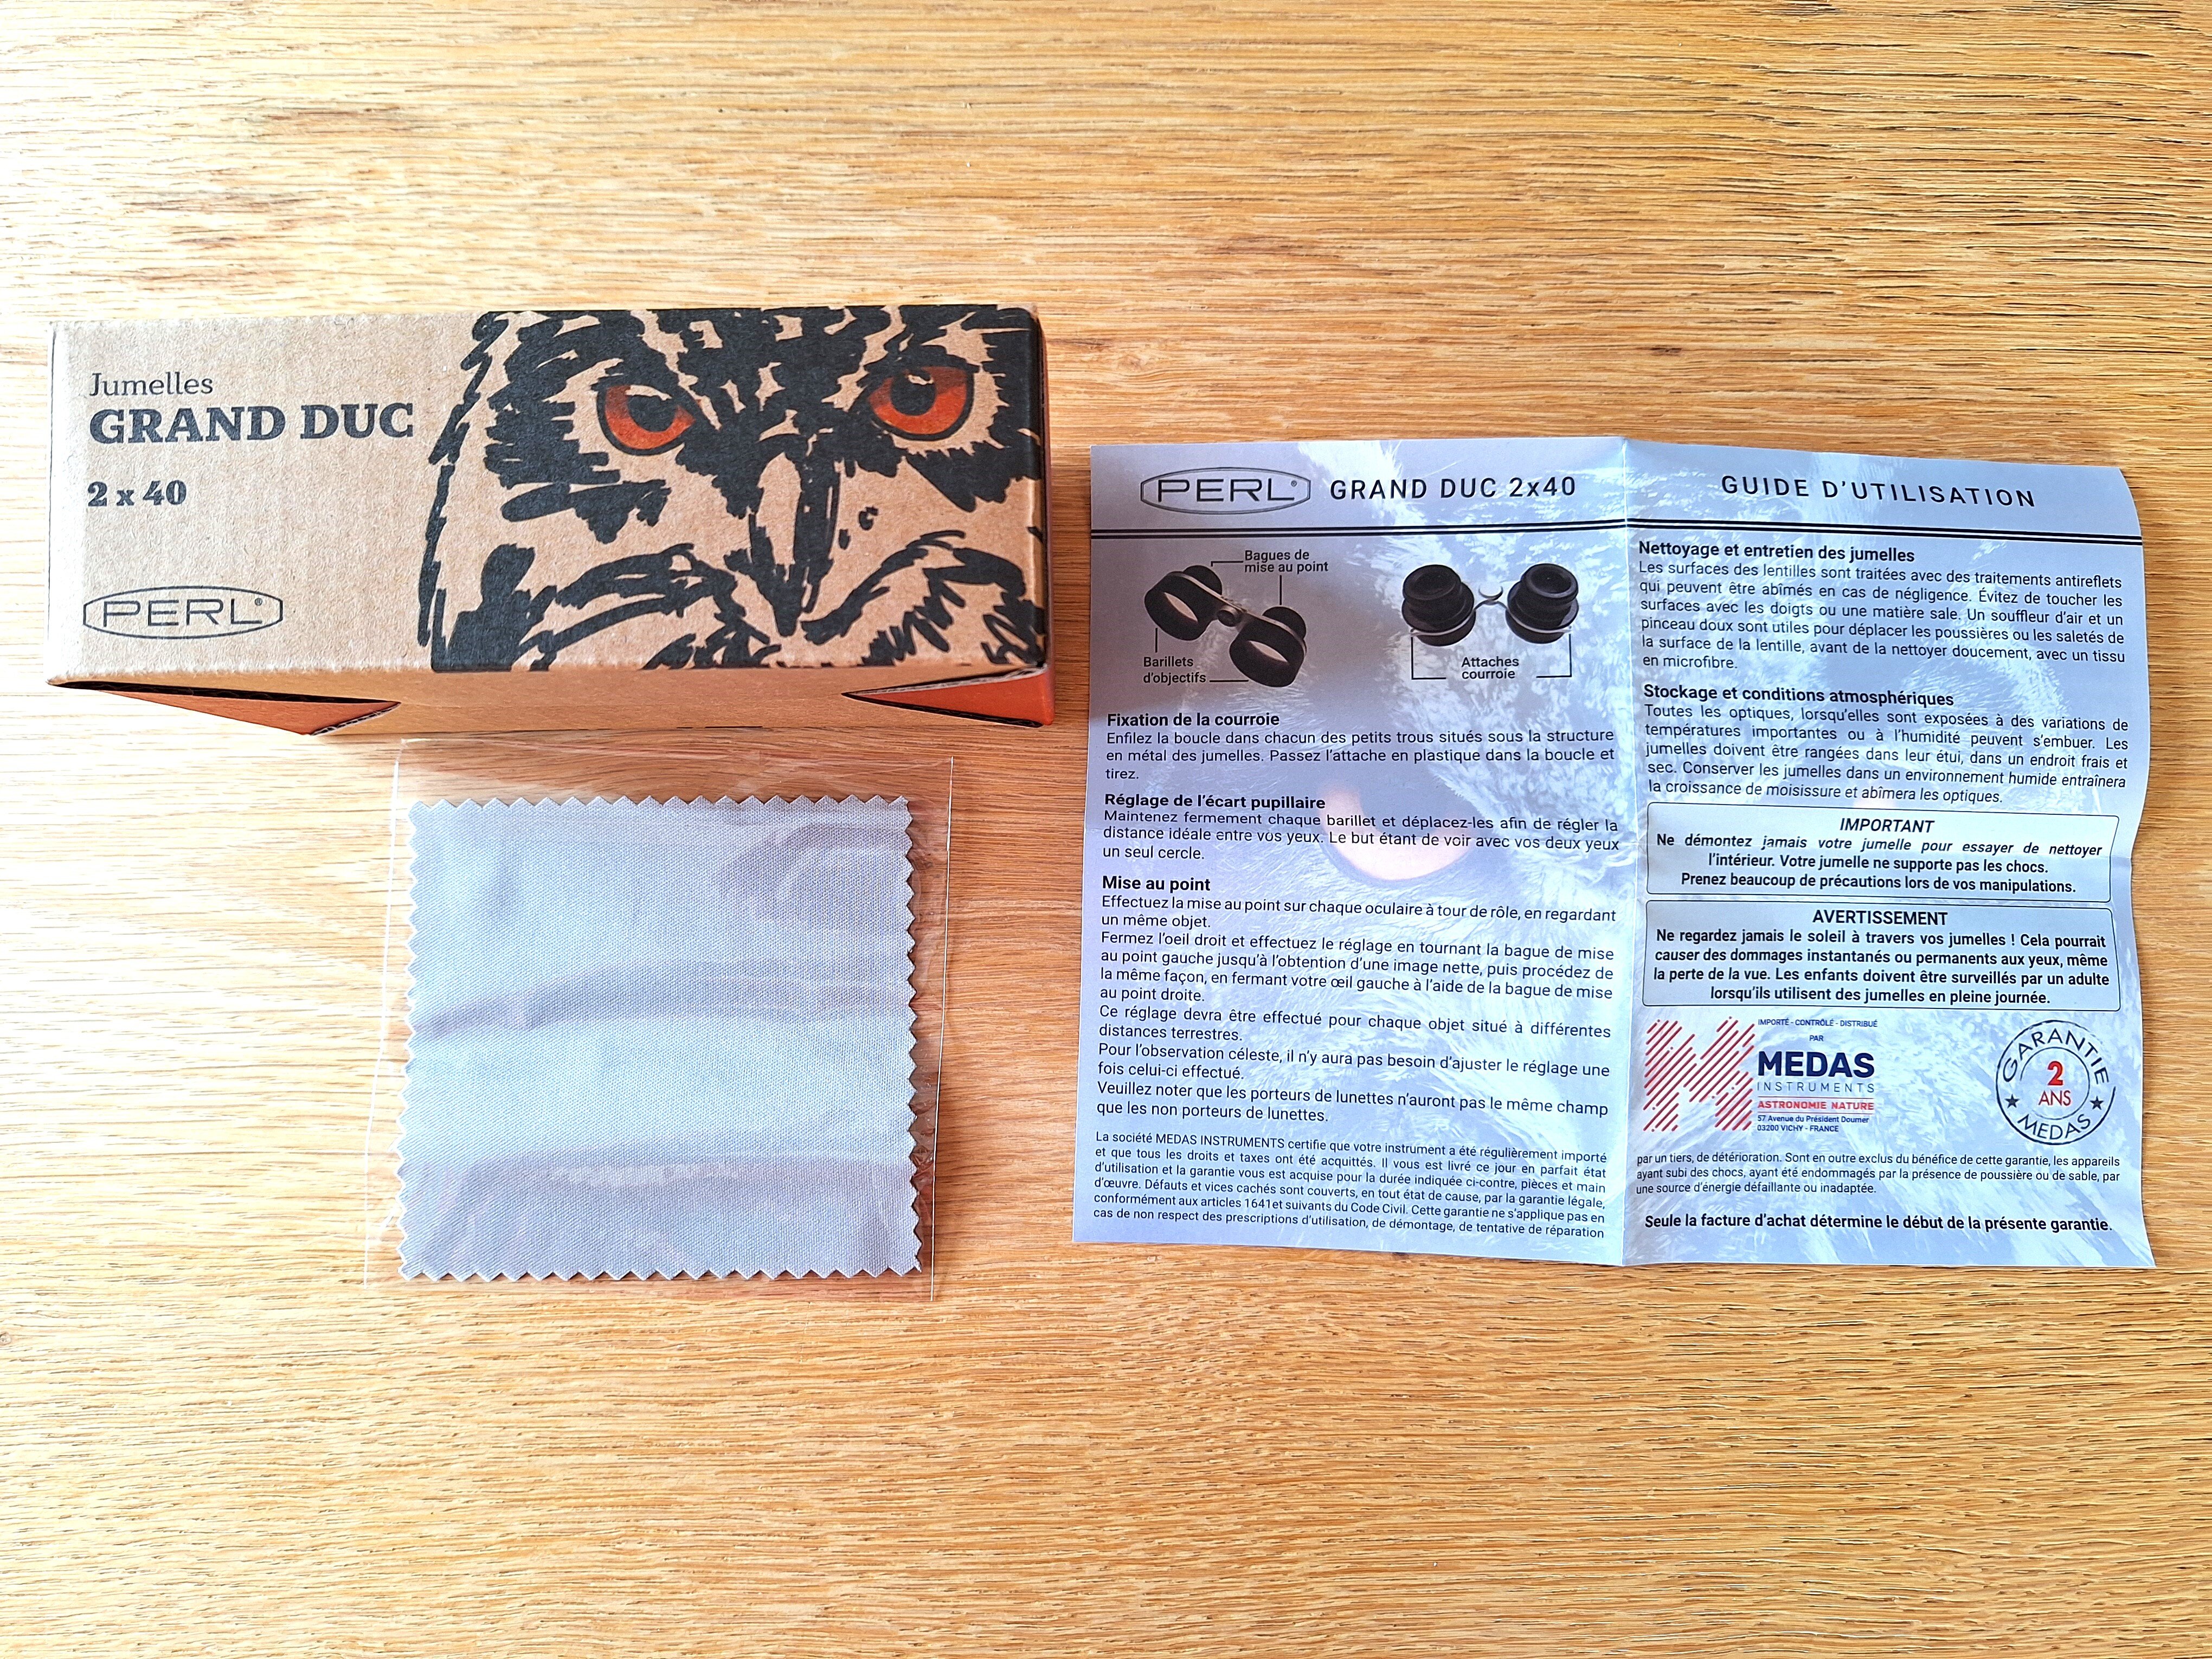 Jumelles
GRAND DUC
2 x 40
PERL®
PERL® GRAND DUC 2x40
Bagues de
mise au point
Barillets
d'objectifs
Attaches
courroie
Fixation de la courroie
Enfilez la boucle dans chacun des petits trous situés sous la structure
en métal des jumelles. Passez l'attache en plastique dans la boucle et
tirez.
Réglage de l'écart pupillaire
Maintenez fermement chaque barillet et déplacez-les afin de régler la
distance idéale entre vos yeux. Le but étant de voir avec vos deux yeux
un seul cercle.
Mise au point
Effectuez la mise au point sur chaque oculaire à tour de rôle, en regardant
un même objet.
Fermez l'oeil droit et effectuez le réglage en tournant la bague de mise
au point gauche jusqu'à l'obtention d'une image nette, puis procédez de
la même façon, en fermant votre œil gauche à l'aide de la bague de mise
au point droite.
Ce réglage devra être effectué pour chaque objet situé à différentes
distances terrestres.
Pour l'observation céleste, il n'y aura pas besoin d'ajuster le réglage une
fois celui-ci effectué.
Veuillez noter que les porteurs de lunettes n'auront pas le même champ
que les non porteurs de lunettes.
La société MEDAS INSTRUMENTS certifie que votre instrument a été régulièrement importé
et que tous les droits et taxes ont été acquittés. Il vous est livré ce jour en parfait état
d'utilisation et la garantie vous est acquise pour la durée indiquée ci-contre, pièces et main
d'œuvre. Défauts et vices cachés sont couverts, en tout état de cause, par la garantie légale,
conformément aux articles 1641et suivants du Code Civil. Cette garantie ne s'applique pas en
cas de non respect des prescriptions d'utilisation, de démontage, de tentative de réparation
GUIDE D'UTILISATION
Nettoyage et entretien des jumelles
Les surfaces des lentilles sont traitées avec des traitements antireflets
qui peuvent être abîmés en cas de négligence. Évitez de toucher les
surfaces avec les doigts ou une matière sale. Un souffleur d'air et un
pinceau doux sont utiles pour déplacer les poussières ou les saletés de
la surface de la lentille, avant de la nettoyer doucement, avec un tissu
en microfibre.
Stockage et conditions atmosphériques
Toutes les optiques, lorsqu'elles sont exposées à des variations de
températures importantes ou à l'humidité peuvent s'embuer. Les
jumelles doivent être rangées dans leur étui, dans un endroit frais et
sec. Conserver les jumelles dans un environnement humide entraînera
la croissance de moisissure et abîmera les optiques.
IMPORTANT
Ne démontez jamais votre jumelle pour essayer de nettoyer
l'intérieur. Votre jumelle ne supporte pas les chocs.
Prenez beaucoup de précautions lors de vos manipulations.
AVERTISSEMENT
Ne regardez jamais le soleil à travers vos jumelles ! Cela pourrait
causer des dommages instantanés ou permanents aux yeux, même
la perte de la vue. Les enfants doivent être surveillés par un adulte
lorsqu'ils utilisent des jumelles en pleine journée.
IMPORTÉ - CONTRÔLÉ - DISTRIBUÉ
PAR
MEDAS
INSTRUMENTS
ASTRONOMIE NATURE
57 Avenue du Président Doumer
03200 VICHY - FRANCE
GARANTIE
2
ANS
MEDAS
par un tiers, de détérioration. Sont en outre exclus du bénéfice de cette garantie, les appareils
ayant subi des chocs, ayant été endommagés par la présence de poussière ou de sable, par
une source d'énergie défaillante ou inadaptée.
Seule la facture d'achat détermine le début de la présente garantie.